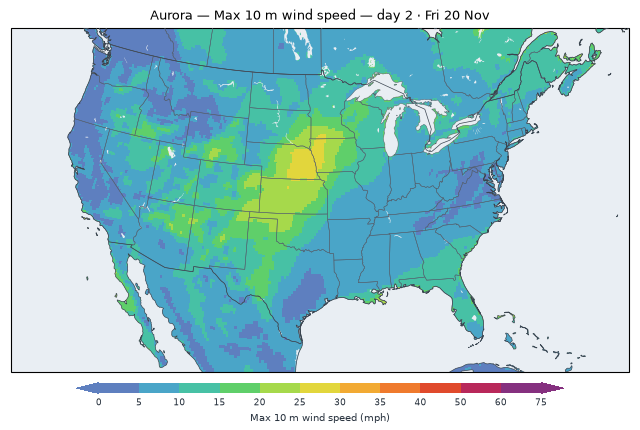 Aurora — Max 10 m wind speed — day 2 · Fri 20 Nov
0 5 10 15 20 25 30 35 40 50 60 75
Max 10 m wind speed (mph)